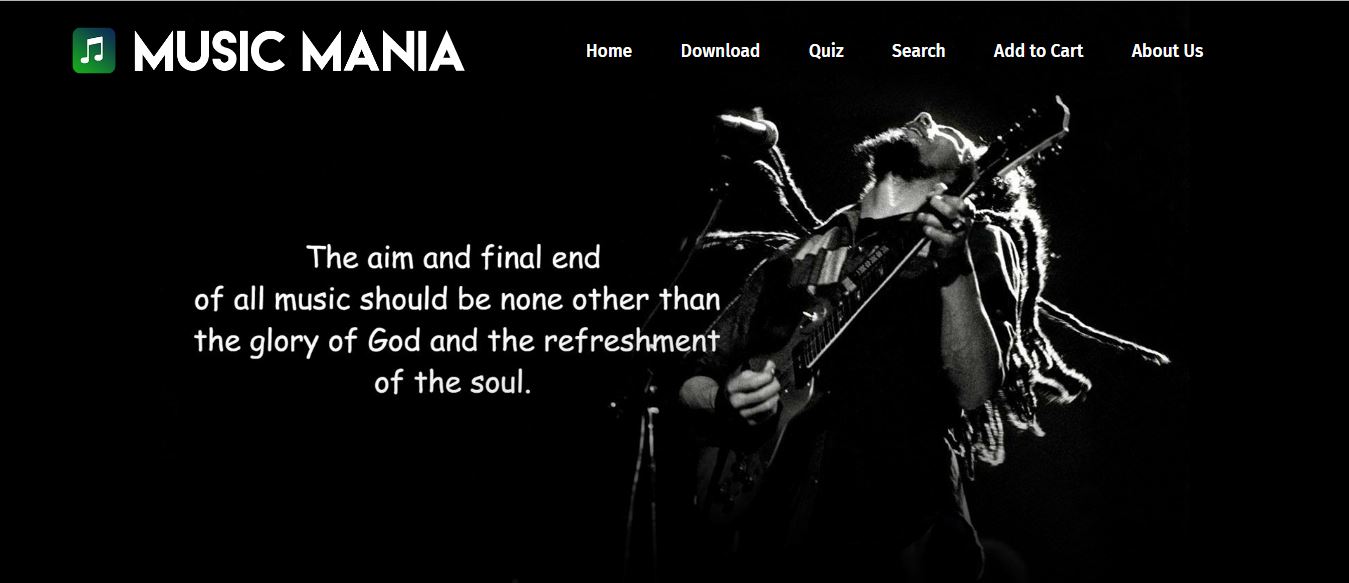 MUSIC MANIA
Home
Download
Quiz
Search
Add to Cart
About Us
The aim and final end
of all music should be none other than
the glory of God and the refreshment
of the soul.